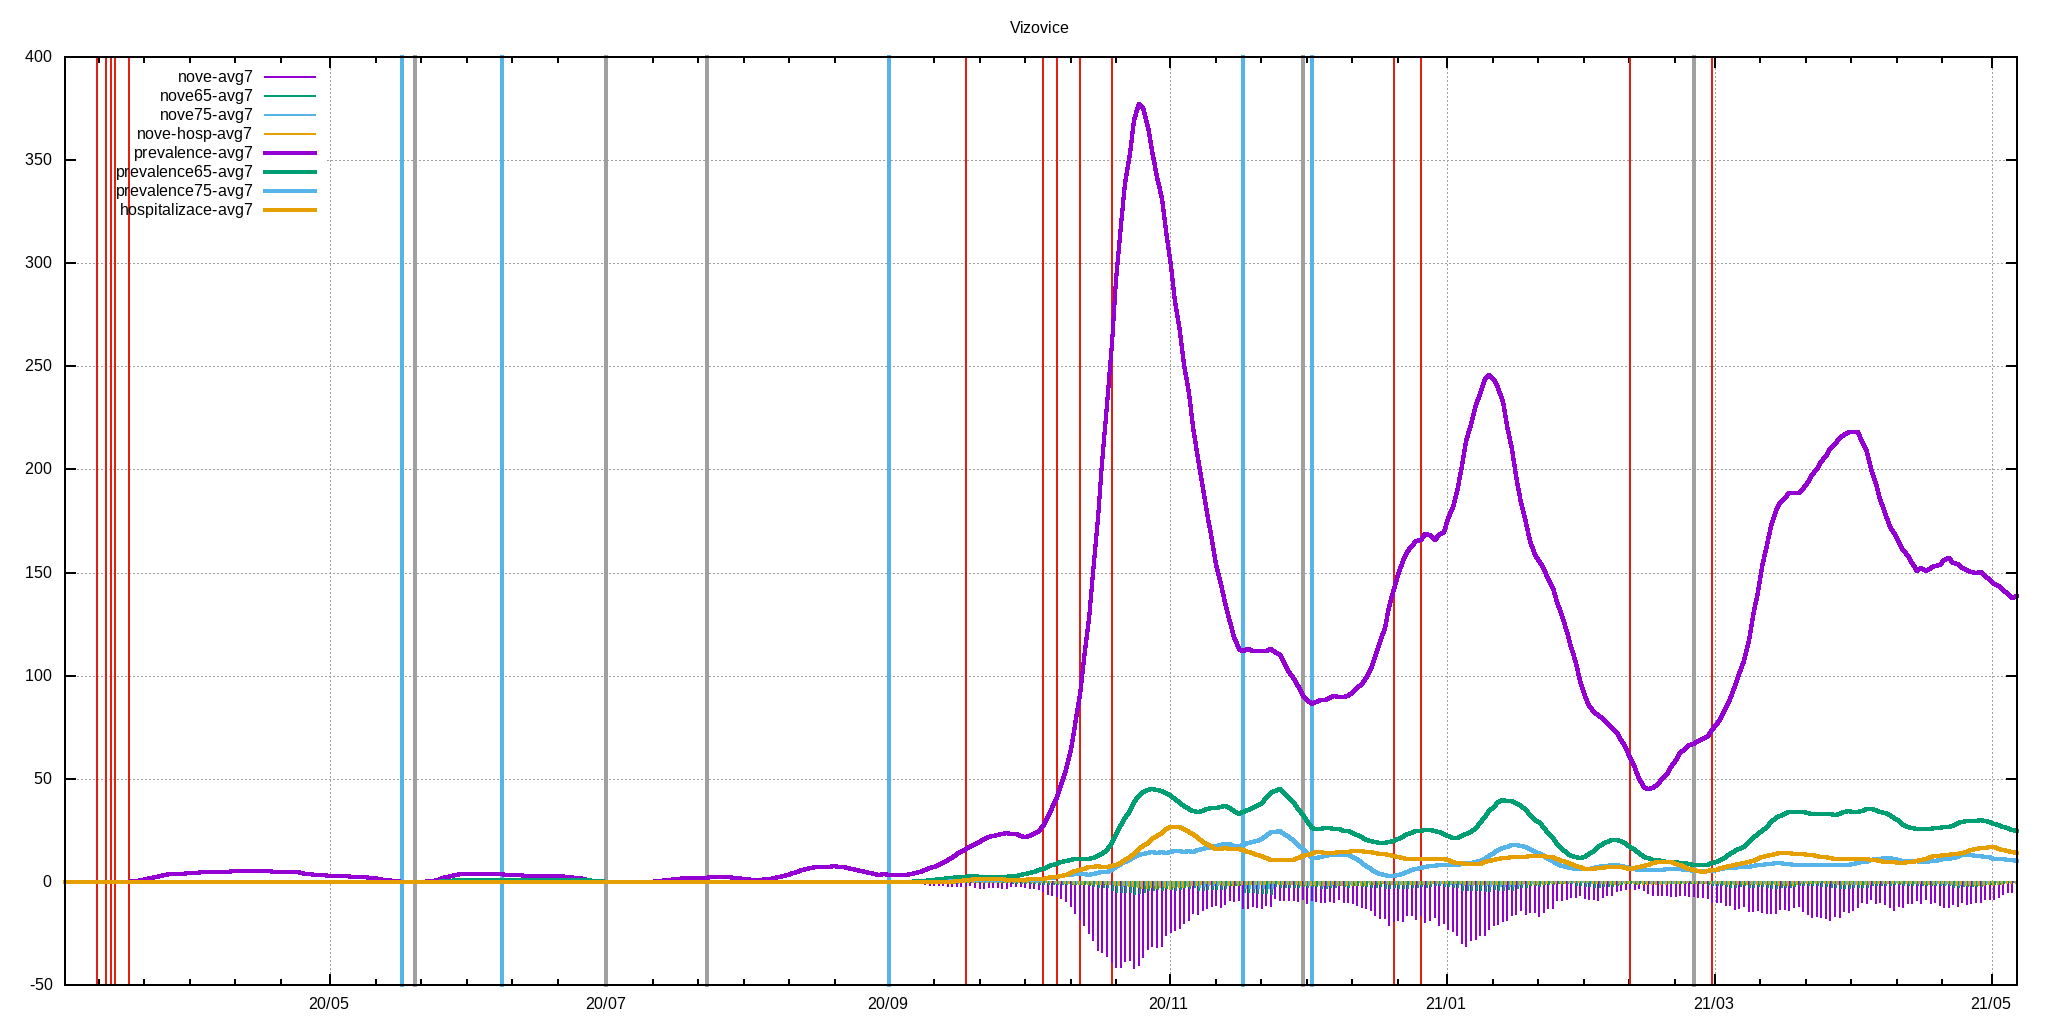 Vizovice
400
350
300
250
200
150
100
50
0
-50
nove-avg7
nove65-avg7
nove75-avg7
nove-hosp-avg7
prevalence-avg7
prevalence65-avg7
prevalence75-avg7
hospitalizace-avg7
20/05 20/07 20/09 20/11 21/01 21/03 21/05